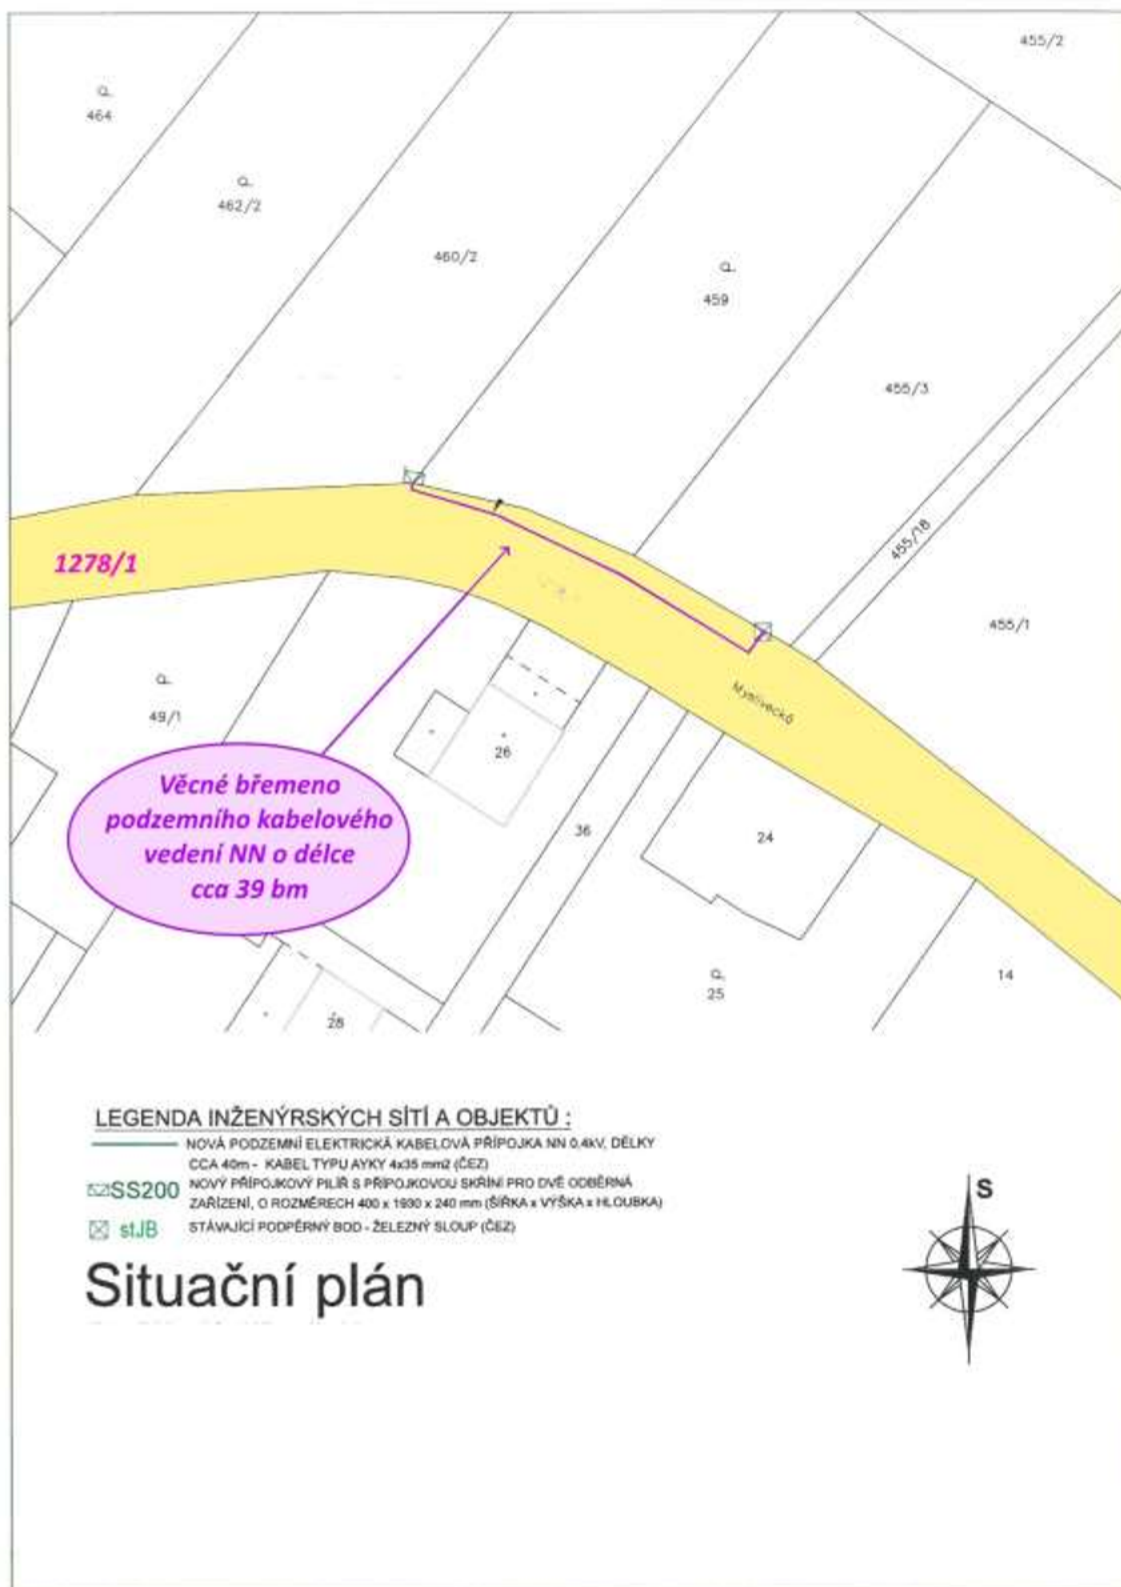 455/2
464
462/2
460/2
459
455/3
455/18
1278/1
455/1
Myslivecká
49/1
26
Věcné břemeno
podzemního kabelového
vedení NN o délce
cca 39 bm
36
24
25
14
28
LEGENDA INŽENÝRSKÝCH SÍTÍ A OBJEKTŮ :
NOVÁ PODZEMNÍ ELEKTRICKÁ KABELOVÁ PŘÍPOJKA NN 0,4kV, DÉLKY
CCA 40m - KABEL TYPU AYKY 4x35 mm2 (ČEZ)
SS200 NOVÝ PŘÍPOJKOVÝ PILÍŘ S PŘÍPOJKOVOU SKŘÍNÍ PRO DVĚ ODBĚRNÁ
ZAŘÍZENÍ, O ROZMĚRECH 400 x 1930 x 240 mm (ŠÍŘKA x VÝŠKA x HLOUBKA)
stJB STÁVAJÍCÍ PODPĚRNÝ BOD - ŽELEZNÝ SLOUP (ČEZ)
Situační plán
S